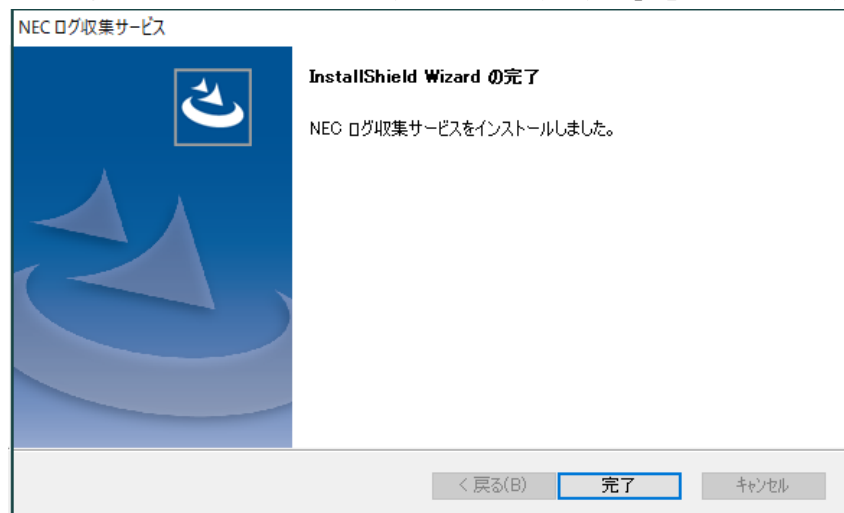 NEC ログ収集サービス
InstallShield Wizard の完了
NEC ログ収集サービスをインストールしました。
< 戻る(B)
完了
キャンセル